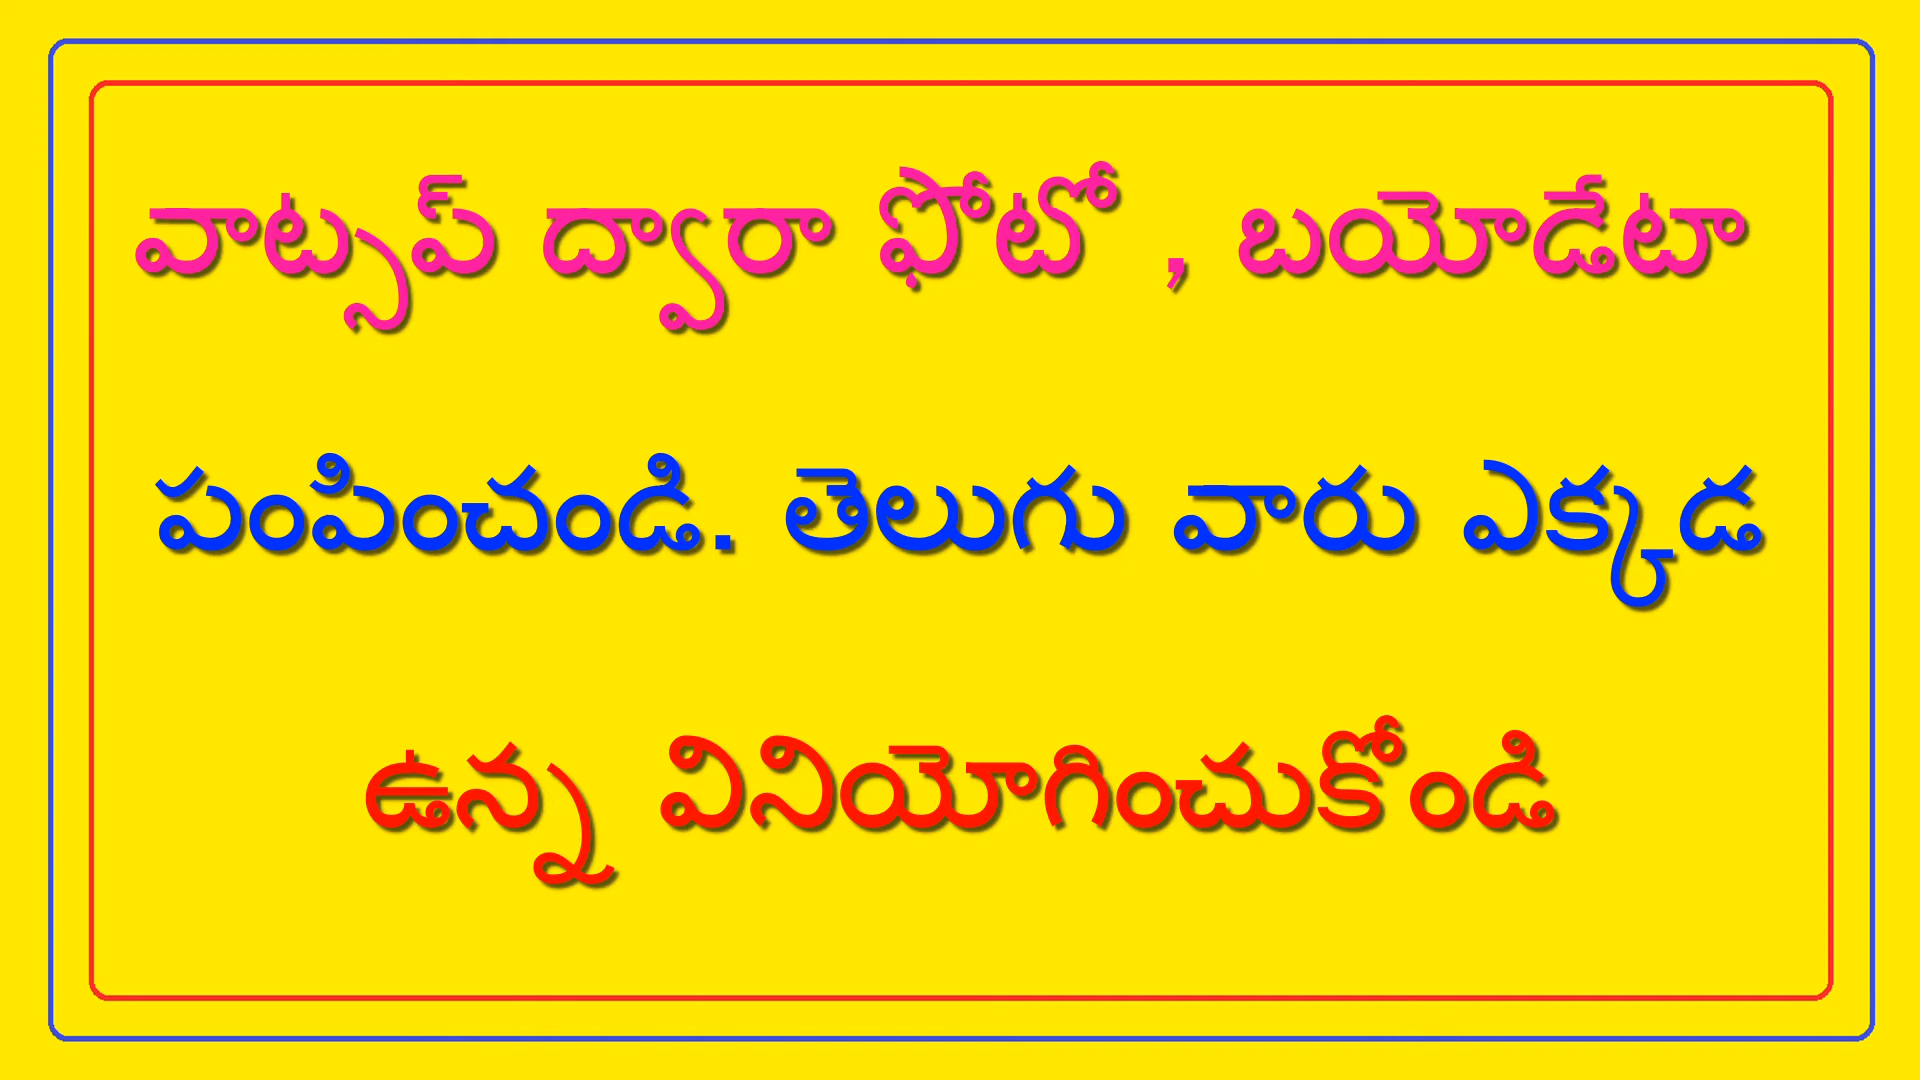 వాట్సప్ ద్వారా ఫోటో , బయోడేటా
పంపించండి. తెలుగు వారు ఎక్కడ
ఉన్న వినియోగించుకోండి